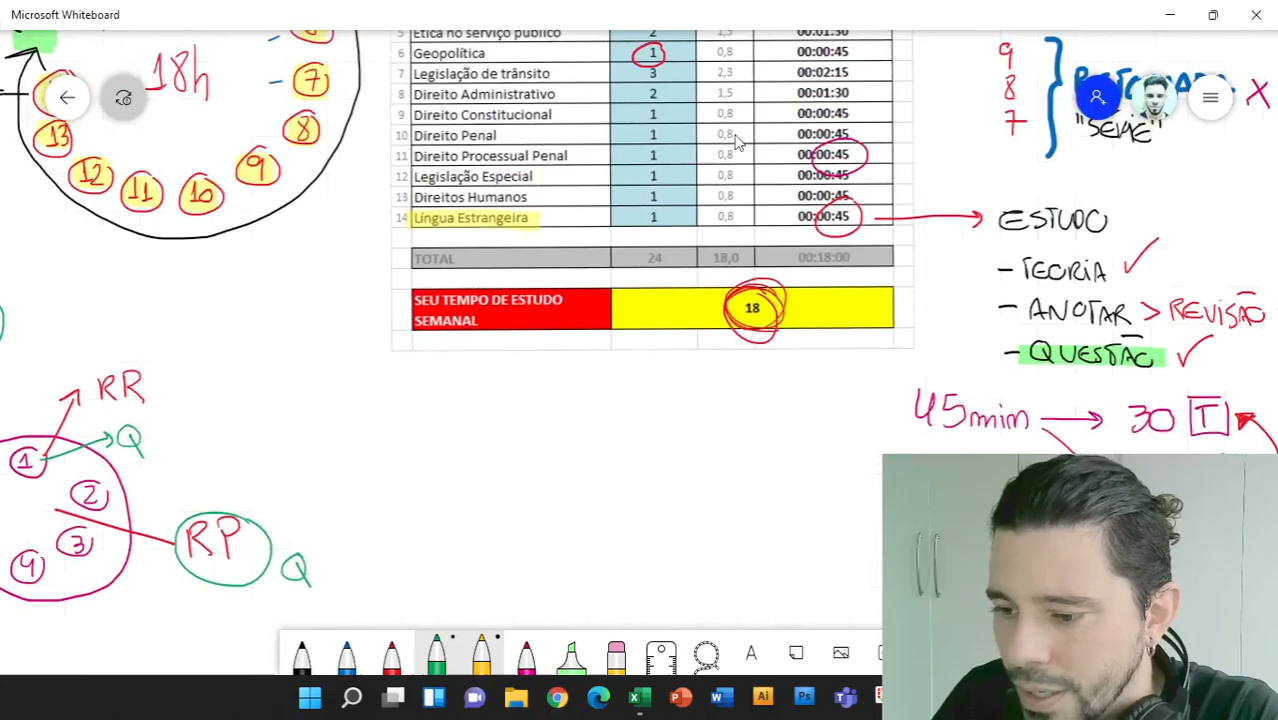 Microsoft Whiteboard
18h
7
8
9
10
11
12
13
5 Ética no serviço público 2 1,5 00:01:30
6 Geopolítica 1 0,8 00:00:45
7 Legislação de trânsito 3 2,3 00:02:15
8 Direito Administrativo 2 1,5 00:01:30
9 Direito Constitucional 1 0,8 00:00:45
10 Direito Penal 1 0,8 00:00:45
11 Direito Processual Penal 1 0,8 00:00:45
12 Legislação Especial 1 0,8 00:00:45
13 Direitos Humanos 1 0,8 00:00:45
14 Língua Estrangeira 1 0,8 00:00:45
TOTAL 24 18,0 00:18:00
SEU TEMPO DE ESTUDO
SEMANAL
18
9
8
7
X
ESTUDO
- TEORIA
- ANOTAR > REVISÃO
- QUESTÃO
45min → 30 T
RR
Q
1
2
3
4
RP
Q
A